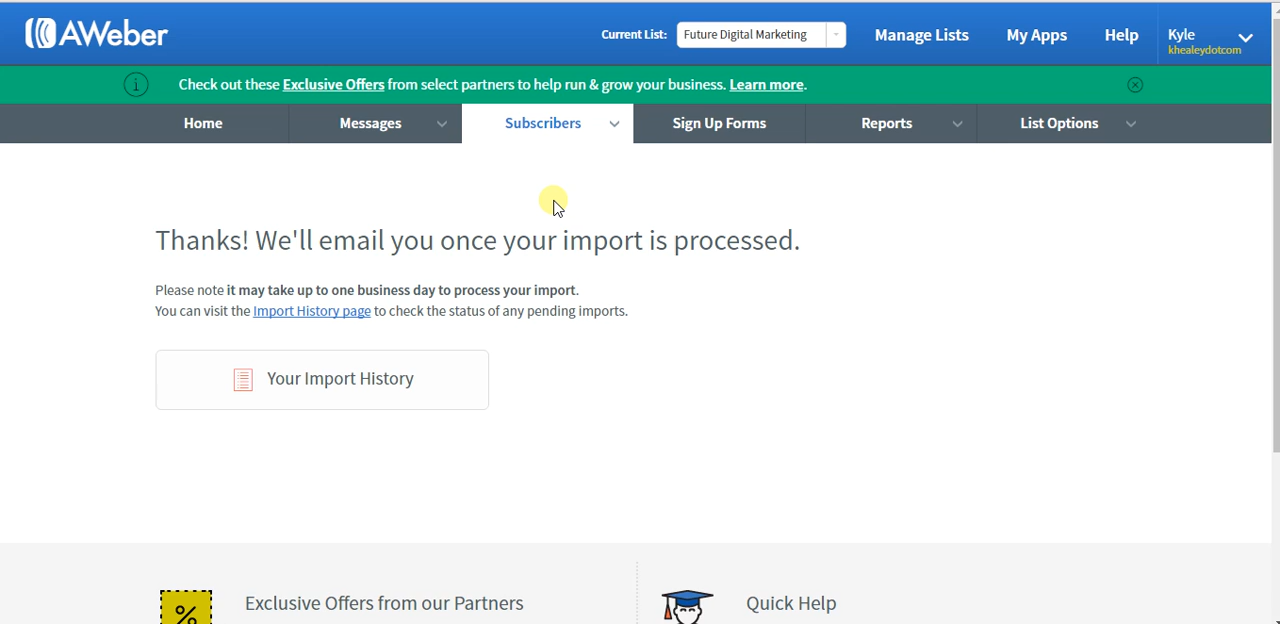 AWeber
Current List: Future Digital Marketing
Manage Lists
My Apps
Help
Kyle
khealeydotcom
Check out these Exclusive Offers from select partners to help run & grow your business. Learn more.
Home
Messages
Subscribers
Sign Up Forms
Reports
List Options
Thanks! We'll email you once your import is processed.
Please note it may take up to one business day to process your import.
You can visit the Import History page to check the status of any pending imports.
Your Import History
%
Exclusive Offers from our Partners
Quick Help